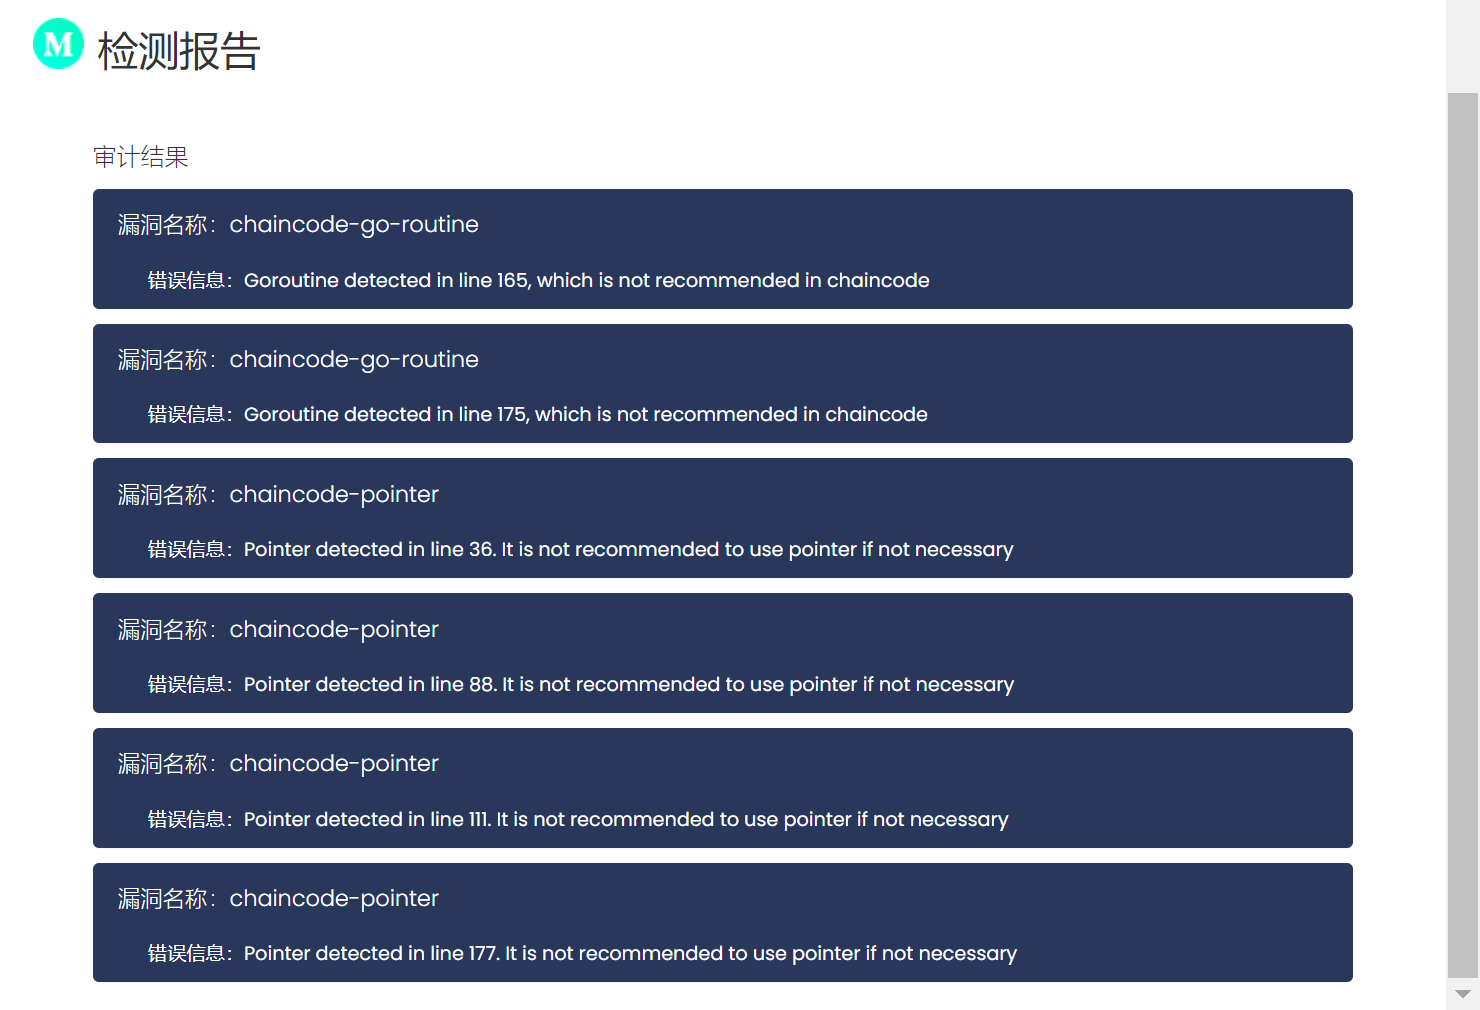 M 检测报告
审计结果
漏洞名称：chaincode-go-routine
错误信息：Goroutine detected in line 165, which is not recommended in chaincode
漏洞名称：chaincode-go-routine
错误信息：Goroutine detected in line 175, which is not recommended in chaincode
漏洞名称：chaincode-pointer
错误信息：Pointer detected in line 36. It is not recommended to use pointer if not necessary
漏洞名称：chaincode-pointer
错误信息：Pointer detected in line 88. It is not recommended to use pointer if not necessary
漏洞名称：chaincode-pointer
错误信息：Pointer detected in line 111. It is not recommended to use pointer if not necessary
漏洞名称：chaincode-pointer
错误信息：Pointer detected in line 177. It is not recommended to use pointer if not necessary